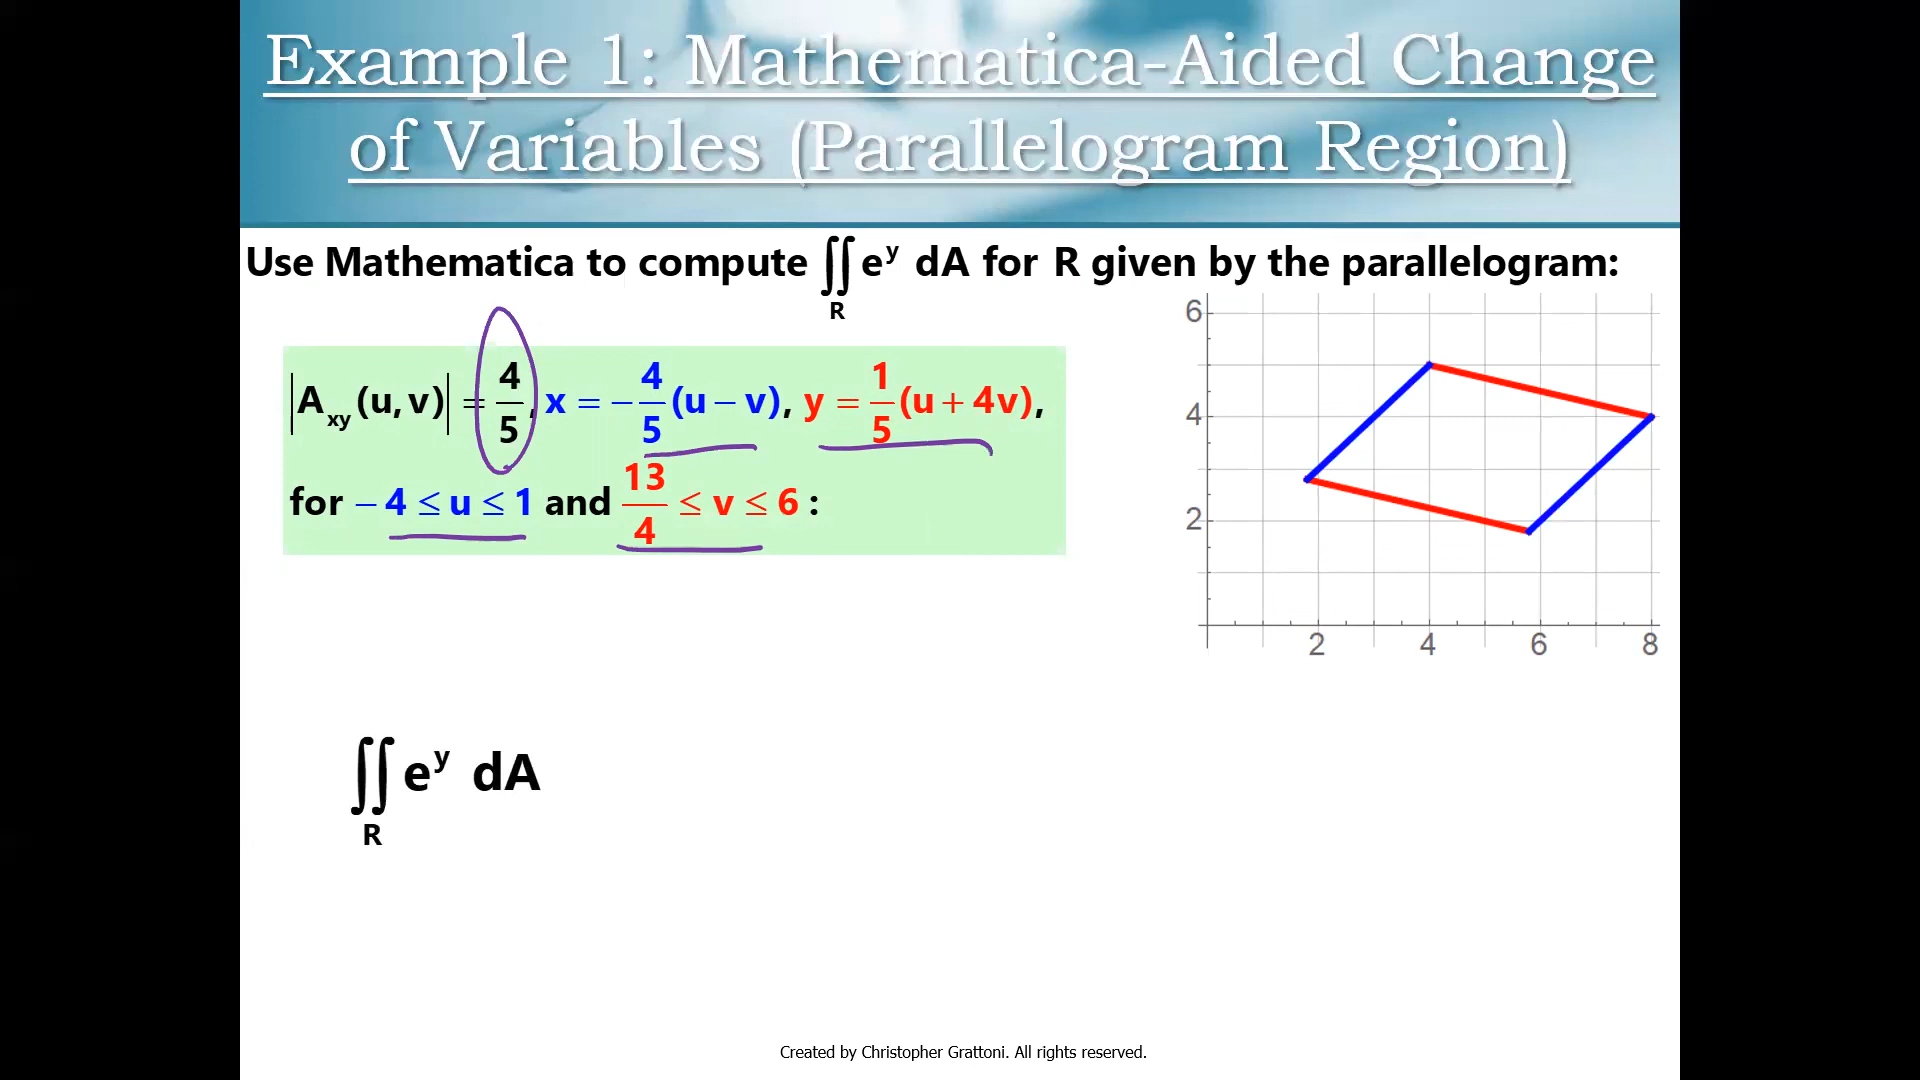 Example 1: Mathematica-Aided Change
of Variables (Parallelogram Region)
Use Mathematica to compute ∬_R e^y dA for R given by the parallelogram:
|A_xy(u,v)| = 4/5, x = −4/5(u − v), y = 1/5(u + 4v),
for −4 ≤ u ≤ 1 and 13/4 ≤ v ≤ 6 :
6
4
2
2 4 6 8
∬_R e^y dA
Created by Christopher Grattoni. All rights reserved.